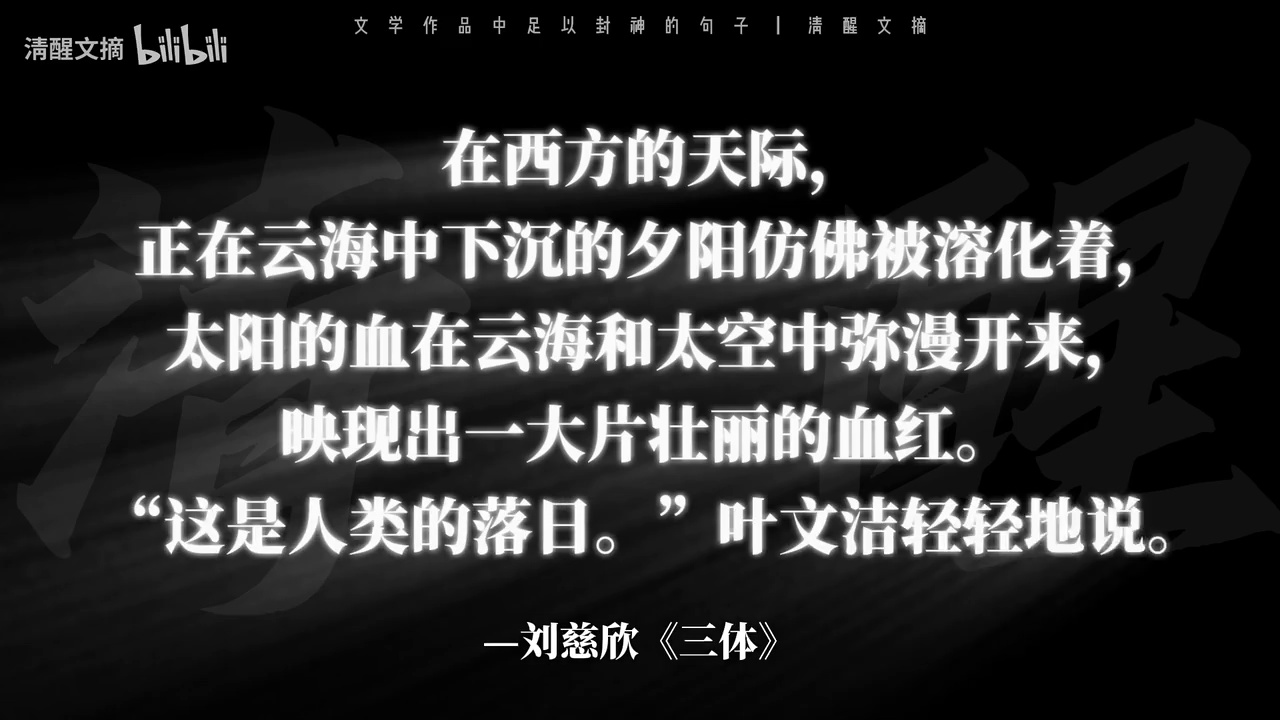 文学作品中足以封神的句子 | 清醒文摘
清醒文摘 bilibili
清醒
在西方的天际,
正在云海中下沉的夕阳仿佛被溶化着,
太阳的血在云海和太空中弥漫开来,
映现出一大片壮丽的血红。
“这是人类的落日。”叶文洁轻轻地说。
—刘慈欣《三体》